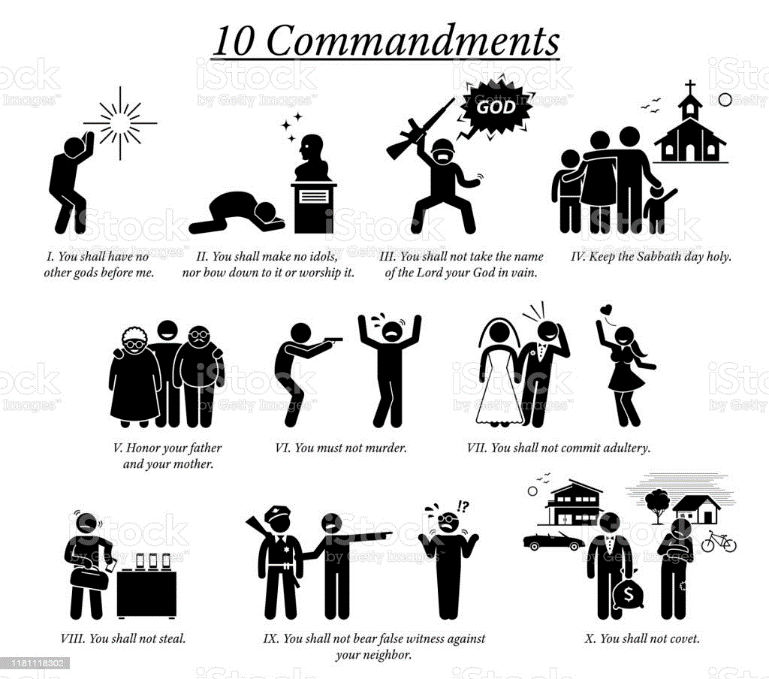 10 Commandments
GOD
I. You shall have no
other gods before me.
II. You shall make no idols,
nor bow down to it or worship it.
III. You shall not take the name
of the Lord your God in vain.
IV. Keep the Sabbath day holy.
V. Honor your father
and your mother.
VI. You must not murder.
VII. You shall not commit adultery.
!?
$
VIII. You shall not steal.
IX. You shall not bear false witness against
your neighbor.
X. You shall not covet.
iStock
by Getty Images™
1181118302